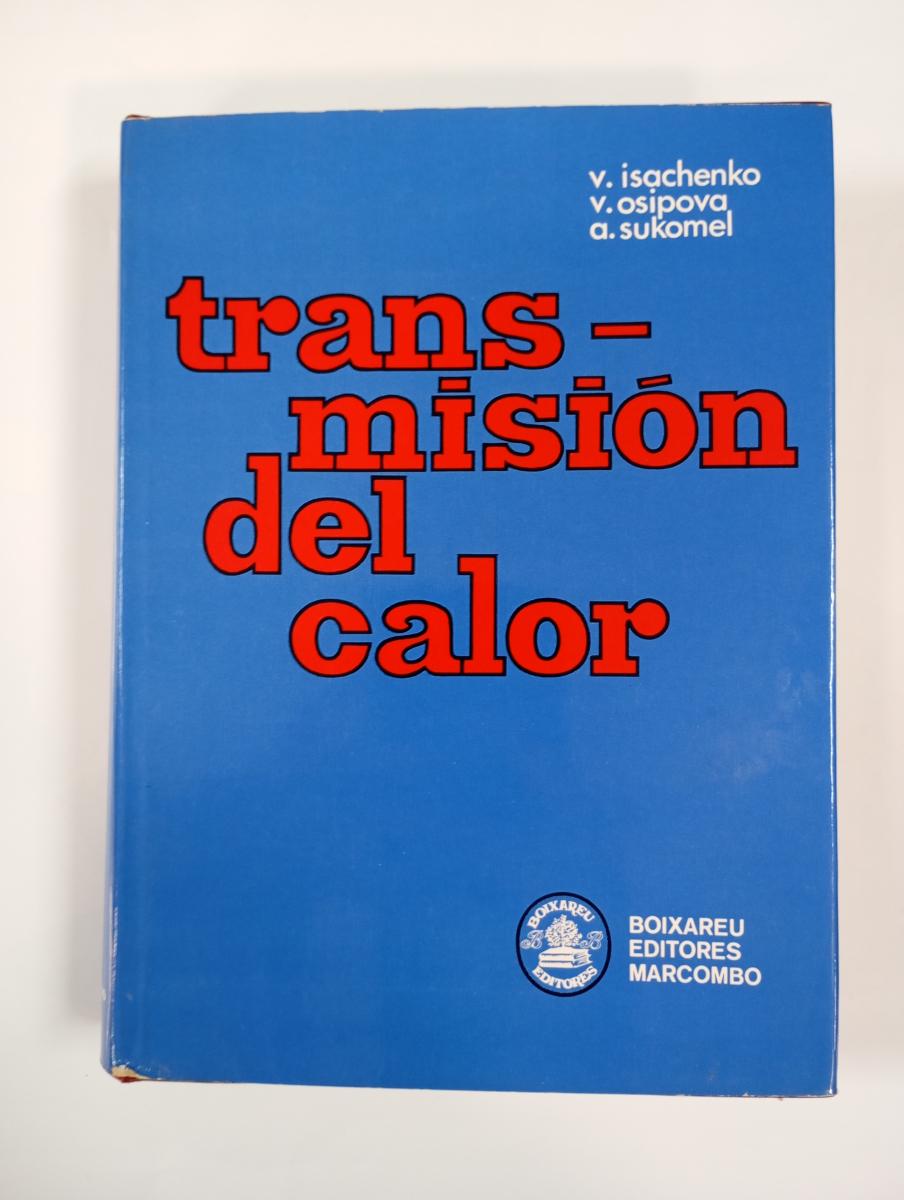 v. isachenko
v. osipova
a. sukomel
trans-
misión
del
calor
BOIXAREU
B B
EDITORES
BOIXAREU
EDITORES
MARCOMBO